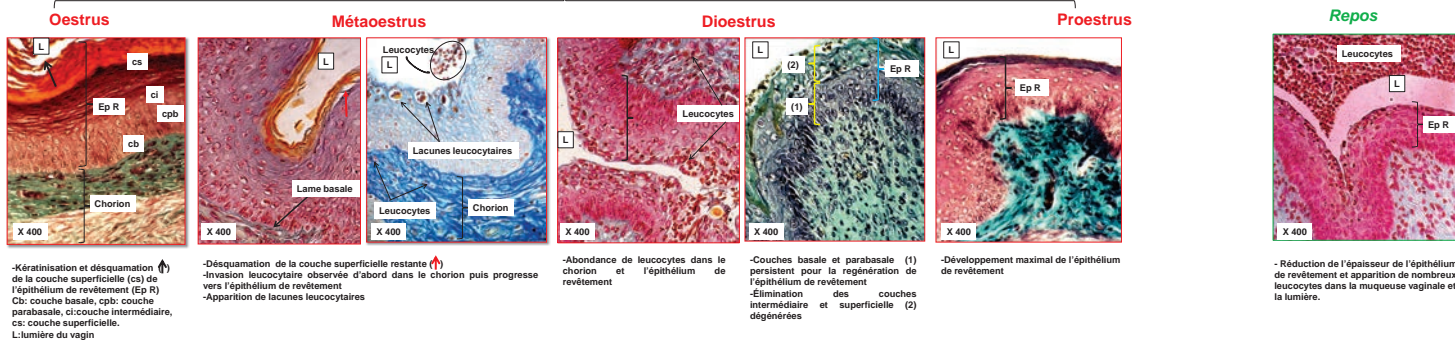 Oestrus
Métaoestrus
Dioestrus
Proestrus
Repos
L
cs
Ep R
ci
cpb
cb
Chorion
X 400
L
Lame basale
X 400
Leucocytes
L
Lacunes leucocytaires
Leucocytes
Chorion
X 400
L
Leucocytes
X 400
L
(2)
Ep R
(1)
X 400
L
Ep R
X 400
Leucocytes
L
Ep R
X 400
-Kératinisation et désquamation (↑)
de la couche superficielle (cs) de
l'épithélium de revêtement (Ep R)
Cb: couche basale, cpb: couche
parabasale, ci:couche intermédiaire,
cs: couche superficielle.
L:lumière du vagin
-Désquamation de la couche superficielle restante (↑)
-Invasion leucocytaire observée d'abord dans le chorion puis progresse
vers l'épithélium de revêtement
-Apparition de lacunes leucocytaires
-Abondance de leucocytes dans le
chorion et l'épithélium de
revêtement
-Couches basale et parabasale (1)
persistent pour la regénération de
l'épithélium de revêtement
-Élimination des couches
intermédiaire et superficielle (2)
dégénérées
-Développement maximal de l'épithélium
de revêtement
- Réduction de l'épaisseur de l'épithélium
de revêtement et apparition de nombreux
leucocytes dans la muqueuse vaginale et
la lumière.